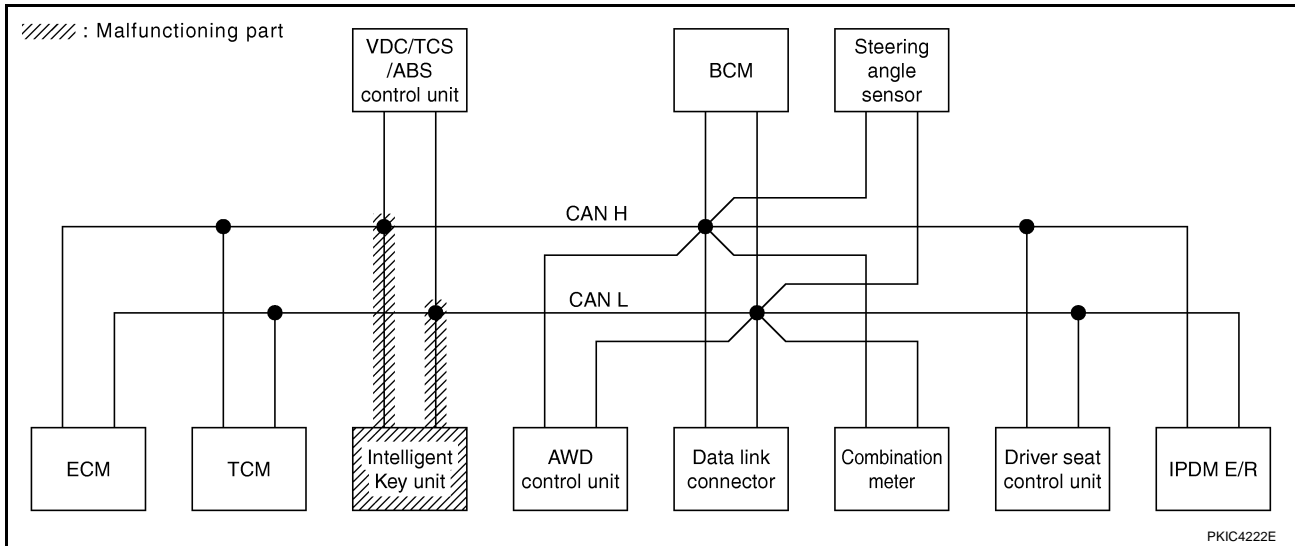 : Malfunctioning part
VDC/TCS
/ABS
control unit
BCM
Steering
angle
sensor
CAN H
CAN L
ECM
TCM
Intelligent
Key unit
AWD
control unit
Data link
connector
Combination
meter
Driver seat
control unit
IPDM E/R
PKIC4222E